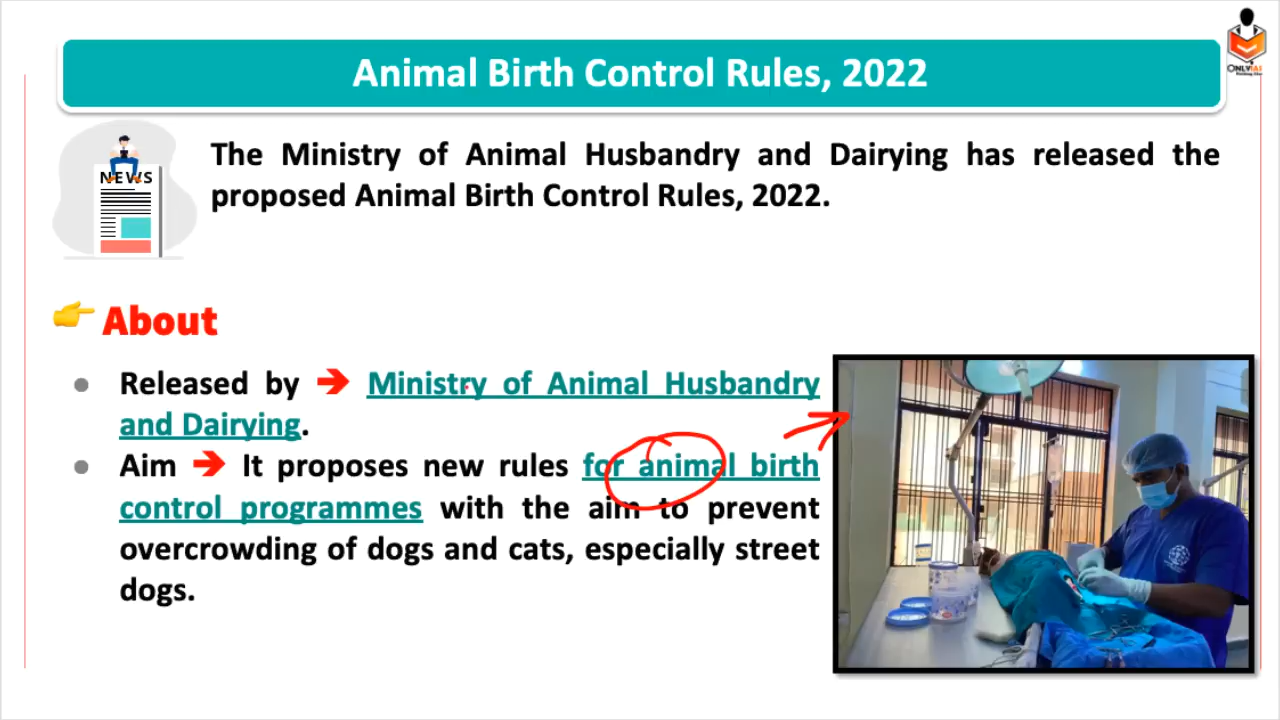 Animal Birth Control Rules, 2022
ONLYIAS
NEWS
The Ministry of Animal Husbandry and Dairying has released the
proposed Animal Birth Control Rules, 2022.
About
Released by Ministry of Animal Husbandry
and Dairying.
Aim It proposes new rules for animal birth
control programmes with the aim to prevent
overcrowding of dogs and cats, especially street
dogs.